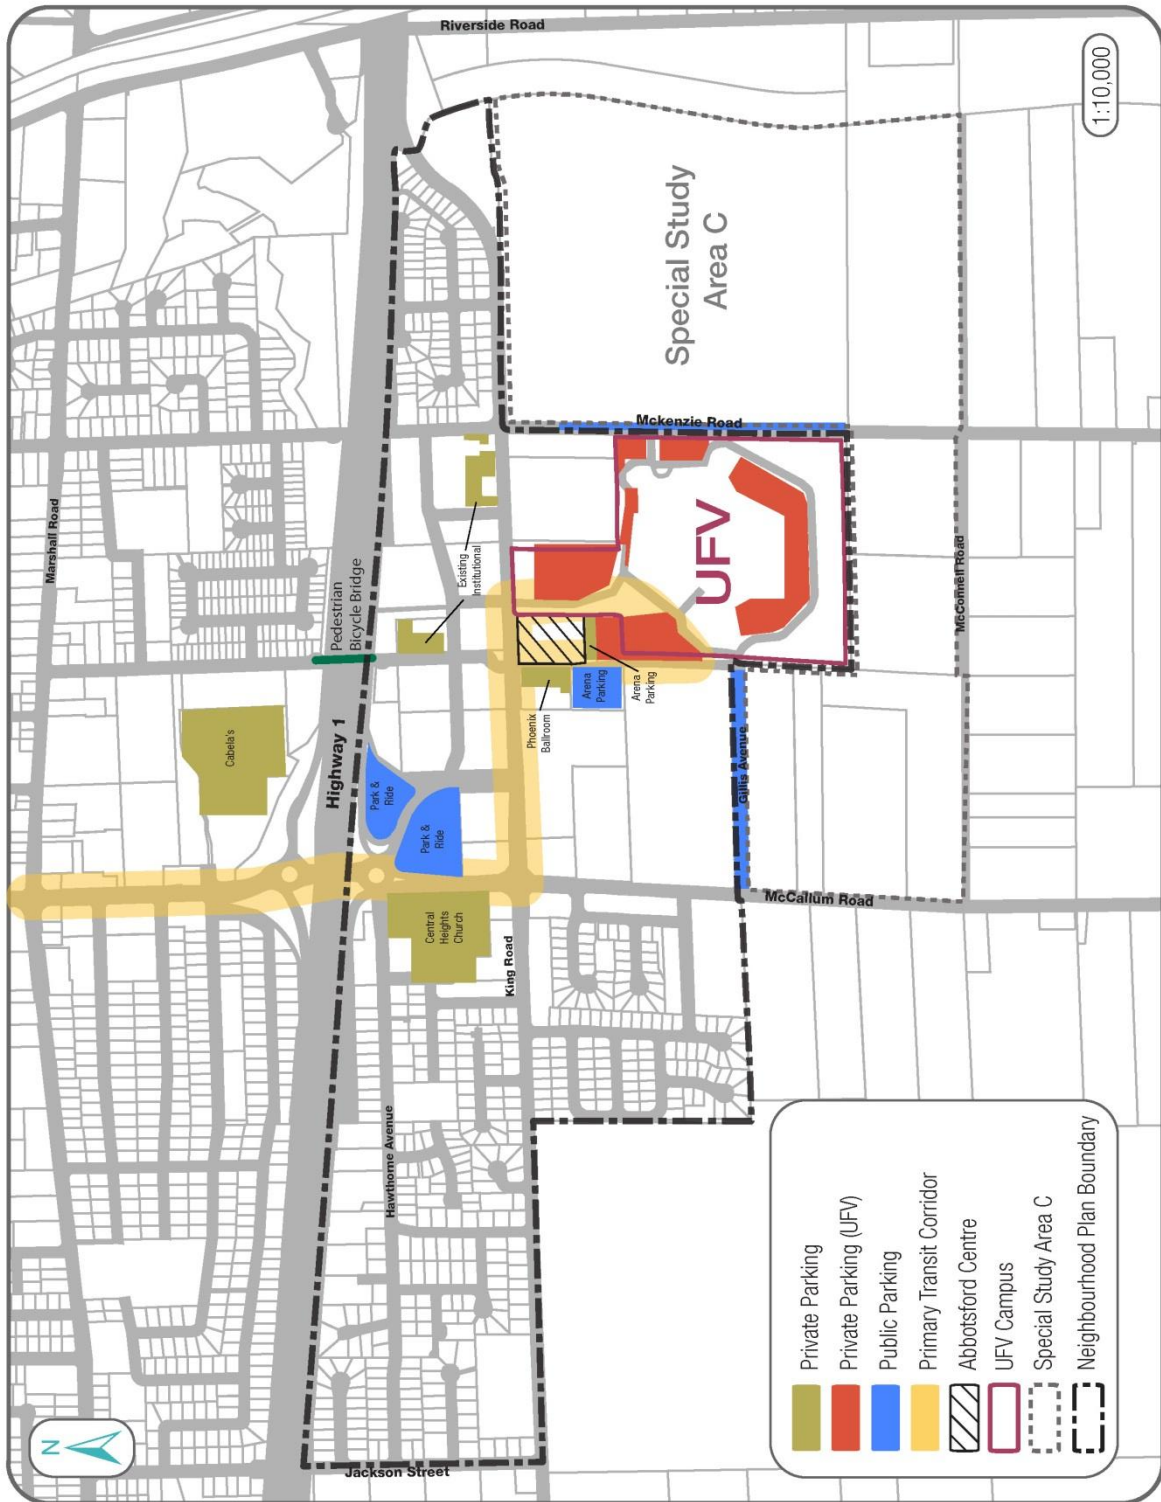 Riverside Road
1:10,000
Special Study
Area C
Mckenzie Road
Marshall Road
Pedestrian
Bicycle Bridge
Existing
Institutional
UFV
McConnell Road
Cabela's
Highway 1
Park &
Ride
Park &
Ride
Phoenix
Ballroom
Arena
Parking
Arena
Parking
Gillis Avenue
McCallum Road
Central
Heights
Church
King Road
Hawthorne Avenue
Jackson Street
N
Private Parking
Private Parking (UFV)
Public Parking
Primary Transit Corridor
Abbotsford Centre
UFV Campus
Special Study Area C
Neighbourhood Plan Boundary